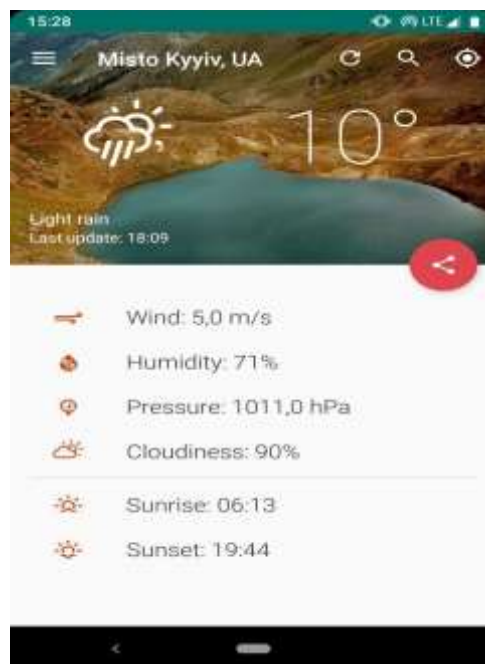 15:28
LTE
Misto Kyyiv, UA
10°
Light rain
Last update: 18:09
Wind: 5,0 m/s
Humidity: 71%
Pressure: 1011,0 hPa
Cloudiness: 90%
Sunrise: 06:13
Sunset: 19:44